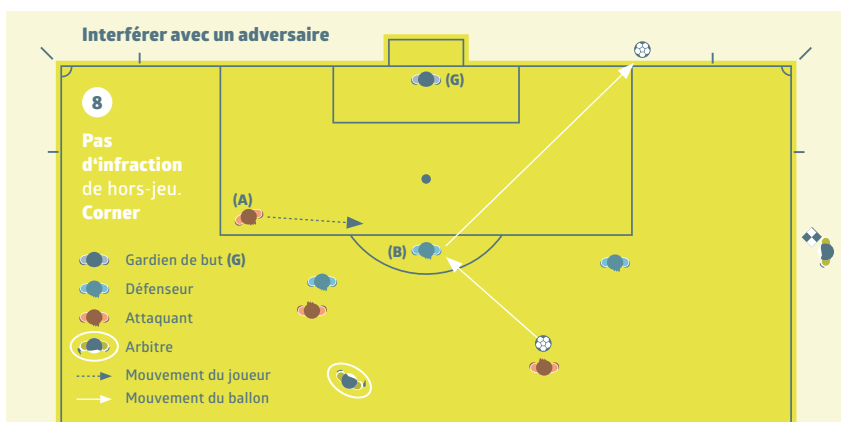 Interférer avec un adversaire
(G)
8
Pas
d'infraction
de hors-jeu.
Corner
(A)
(B)
Gardien de but (G)
Défenseur
Attaquant
Arbitre
Mouvement du joueur
Mouvement du ballon